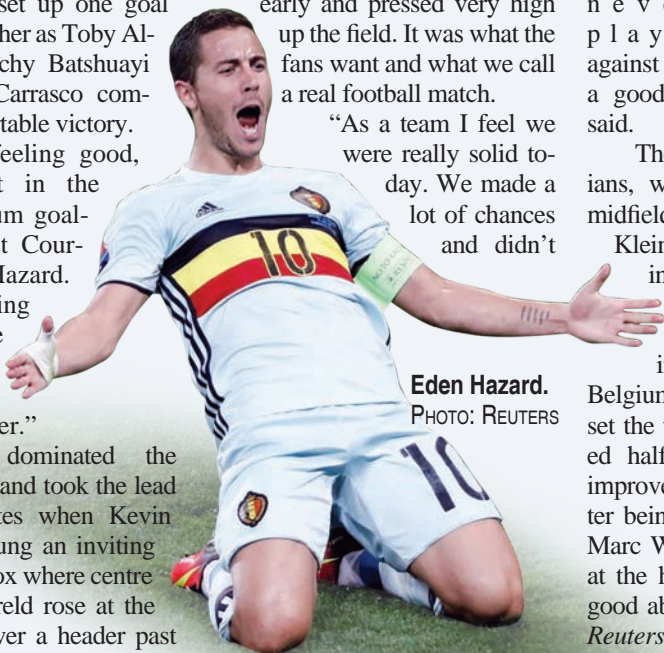 set up one goal
her as Toby Al-
chy Batshuayi
Carrasco com-
table victory.
feeling good,
t in the
um goal-
t Cour-
Hazard.
ing
e
er.”
dominated the
and took the lead
tes when Kevin
ung an inviting
ox where centre
reld rose at the
ver a header past
early and pressed very high
up the field. It was what the
fans want and what we call
a real football match.
“As a team I feel we
were really solid to-
day. We made a
lot of chances
and didn’t
adidas
10
10
Eden Hazard.
PHOTO: REUTERS
n e v
p l a y
against
a good
said.
Th
ians, w
midfield
Klein
in
i
Belgium
set the
ed half
improve
ter bein
Marc W
at the h
good ab
Reuters